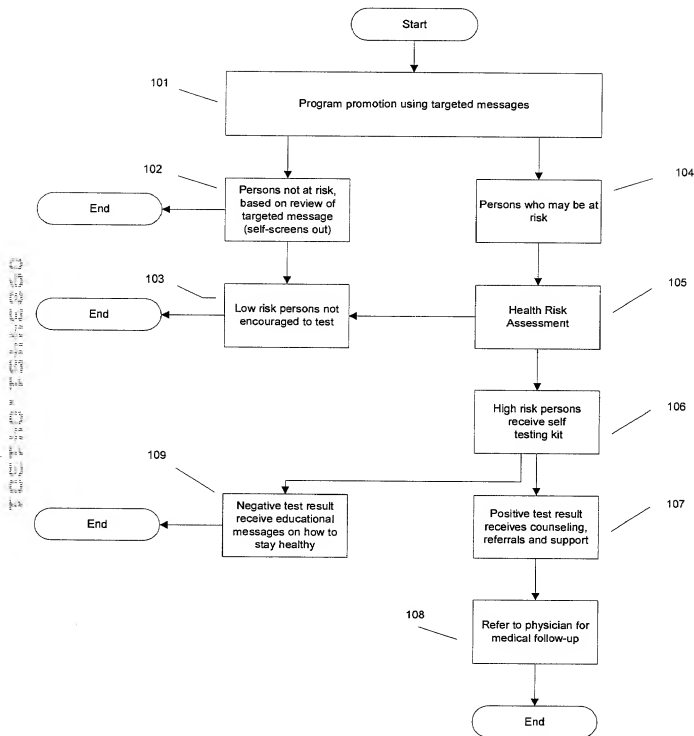 Start
101
Program promotion using targeted messages
102
Persons not at risk,
based on review of
targeted message
(self-screens out)
End
104
Persons who may be at
risk
103
Low risk persons not
encouraged to test
End
105
Health Risk
Assessment
High risk persons
receive self
testing kit
106
109
Negative test result
receive educational
messages on how to
stay healthy
End
Positive test result
receives counseling,
referrals and support
107
108
Refer to physician for
medical follow-up
End